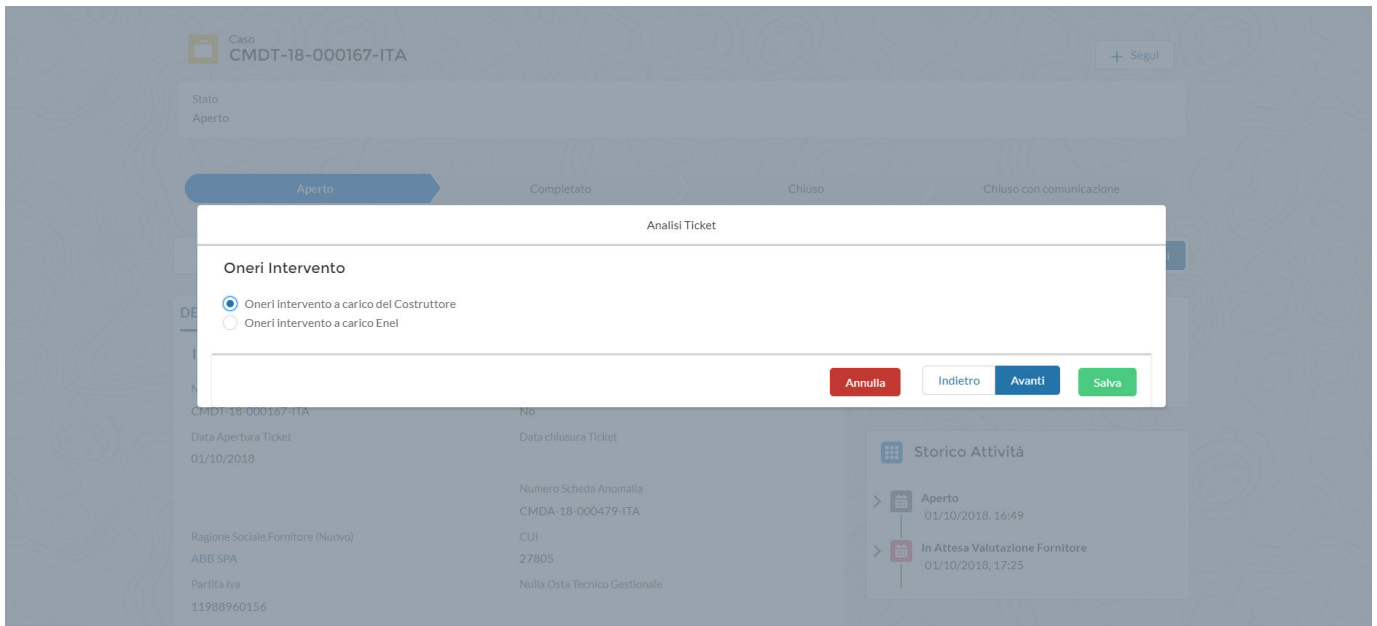 Caso
CMDT-18-000167-ITA
+ Segui
Stato
Aperto
Aperto
Completato
Chiuso
Chiuso con comunicazione
Analisi Ticket
Oneri Intervento
Oneri intervento a carico del Costruttore
Oneri intervento a carico Enel
Annulla
Indietro
Avanti
Salva
DE
CMDT-18-000167-ITA
No
Data Apertura Ticket
Data chiusura Ticket
01/10/2018
Numero Scheda Anomalia
CMDA-18-000479-ITA
Ragione Sociale Fornitore (Nuovo)
CUI
ABB SPA
27805
Partita Iva
Nulla Osta Tecnico Gestionale
11988960156
Storico Attività
Aperto
01/10/2018, 16:49
In Attesa Valutazione Fornitore
01/10/2018, 17:25